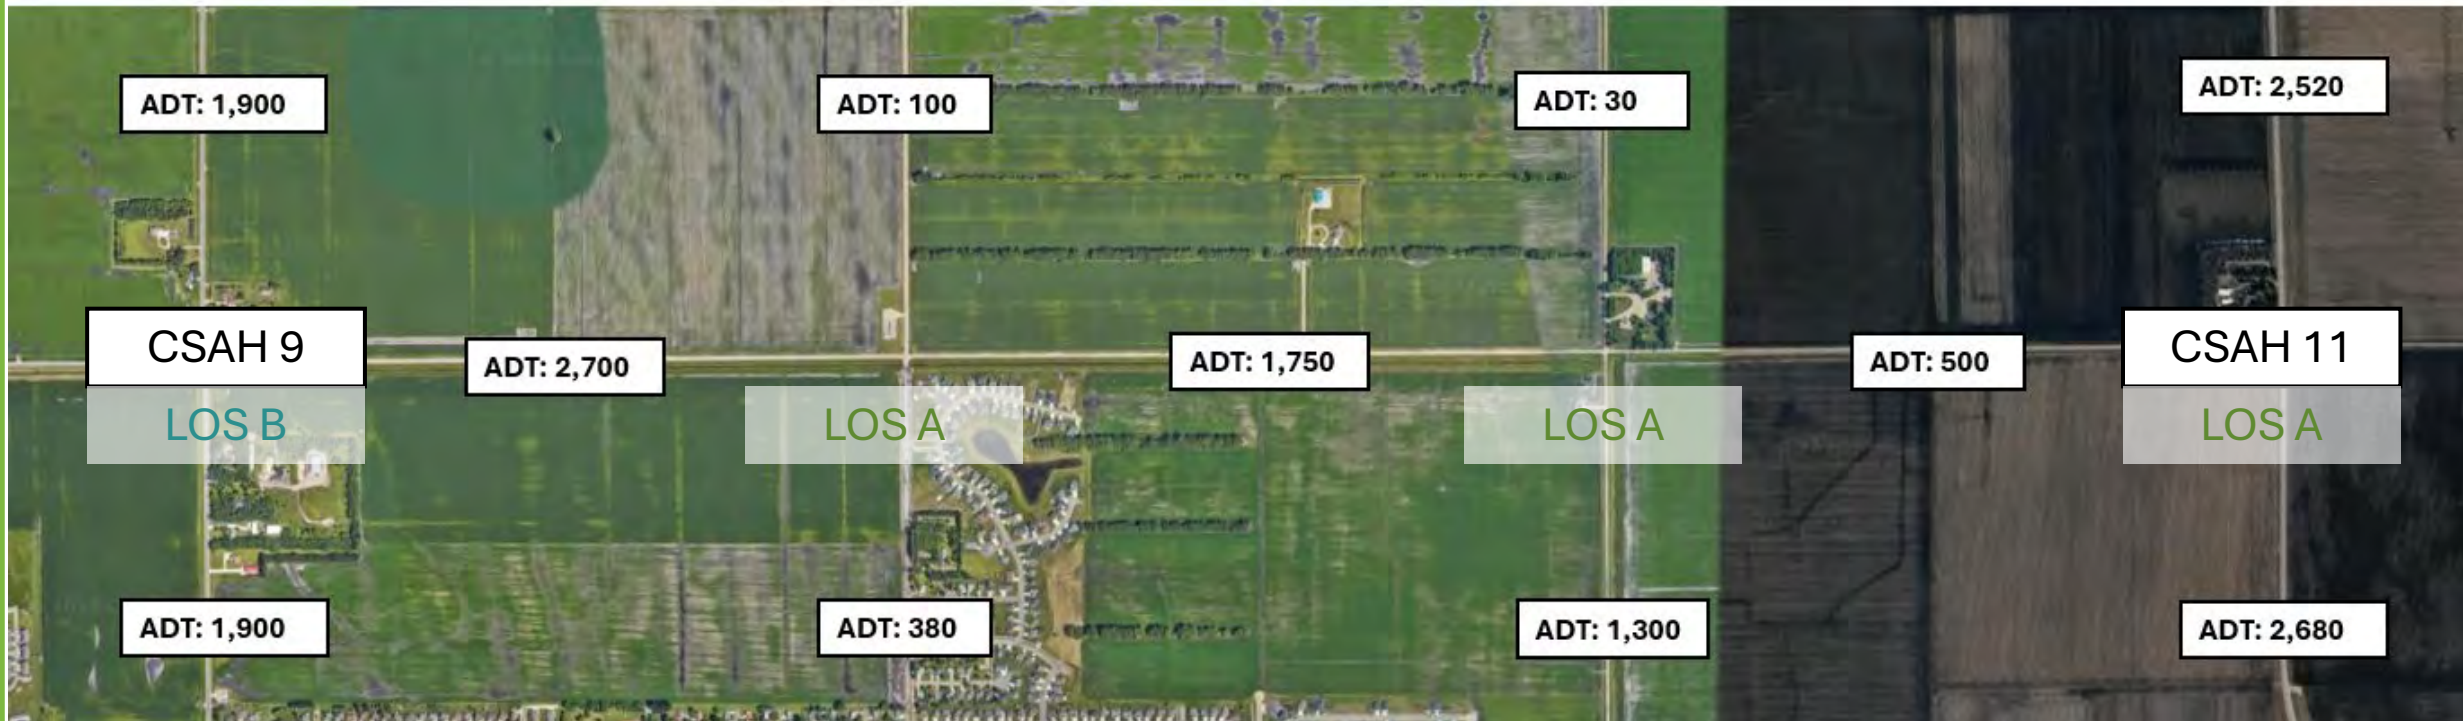 ADT: 1,900
ADT: 100
ADT: 30
ADT: 2,520
CSAH 9
ADT: 2,700
ADT: 1,750
ADT: 500
CSAH 11
LOS B
LOS A
LOS A
LOS A
ADT: 1,900
ADT: 380
ADT: 1,300
ADT: 2,680